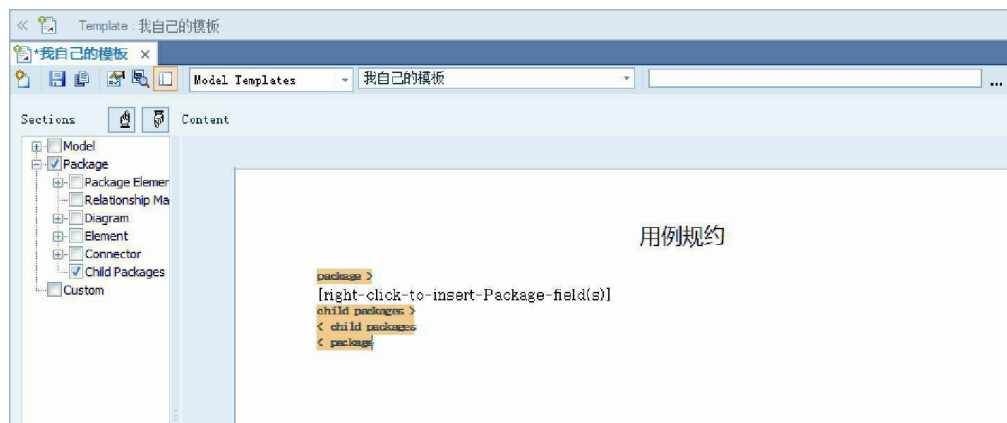 Template : 我自己的模板
*我自己的模板
Model Templates
我自己的模板
...
Sections
Content
Model
Package
Package Elemer
Relationship Ma
Diagram
Element
Connector
Child Packages
Custom
用例规约
package >
[right-click-to-insert-Package-field(s)]
child packages >
< child packages
< package